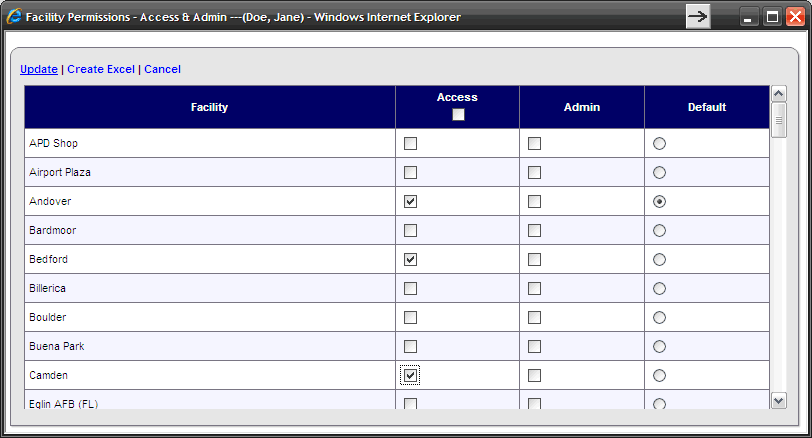 Facility Permissions - Access & Admin ---(Doe, Jane) - Windows Internet Explorer
Update | Create Excel | Cancel
Facility Access Admin Default
APD Shop
Airport Plaza
Andover
Bardmoor
Bedford
Billerica
Boulder
Buena Park
Camden
Eglin AFB (FL)